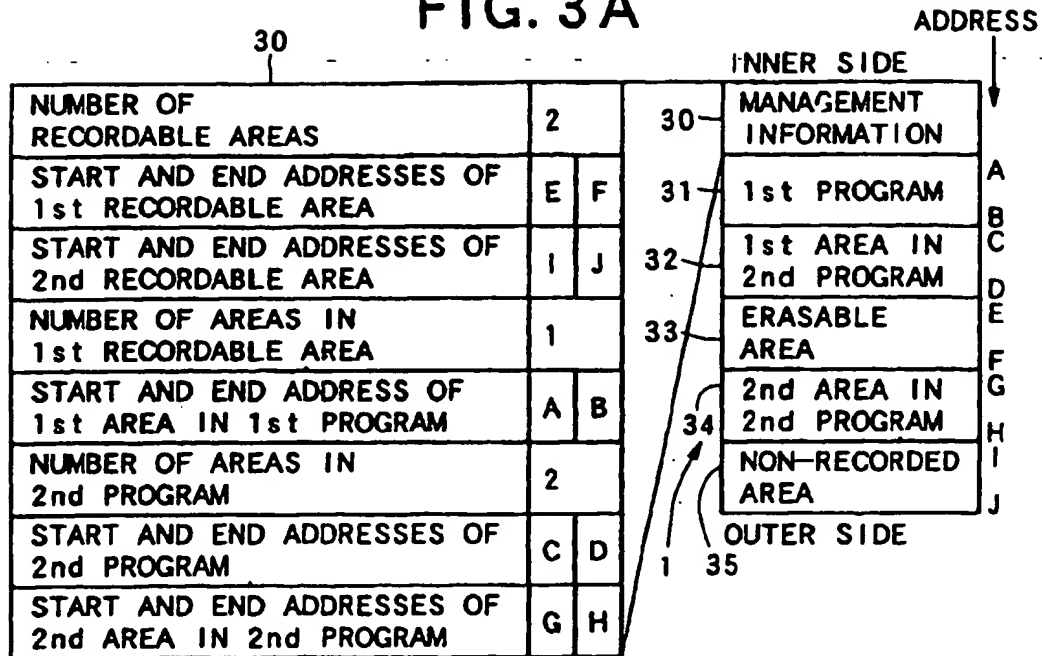 FIG. 3A
ADDRESS
30
INNER SIDE
NUMBER OF
RECORDABLE AREAS
2
START AND END ADDRESSES OF
1st RECORDABLE AREA
E F
START AND END ADDRESSES OF
2nd RECORDABLE AREA
I J
NUMBER OF AREAS IN
1st RECORDABLE AREA
1
START AND END ADDRESS OF
1st AREA IN 1st PROGRAM
A B
NUMBER OF AREAS IN
2nd PROGRAM
2
START AND END ADDRESSES OF
2nd PROGRAM
C D
START AND END ADDRESSES OF
2nd AREA IN 2nd PROGRAM
G H
30
MANAGEMENT
INFORMATION
A
31
1st PROGRAM
B
C
32
1st AREA IN
2nd PROGRAM
D
E
33
ERASABLE
AREA
F
G
34
2nd AREA IN
2nd PROGRAM
H
I
NON-RECORDED
AREA
J
OUTER SIDE
1
35